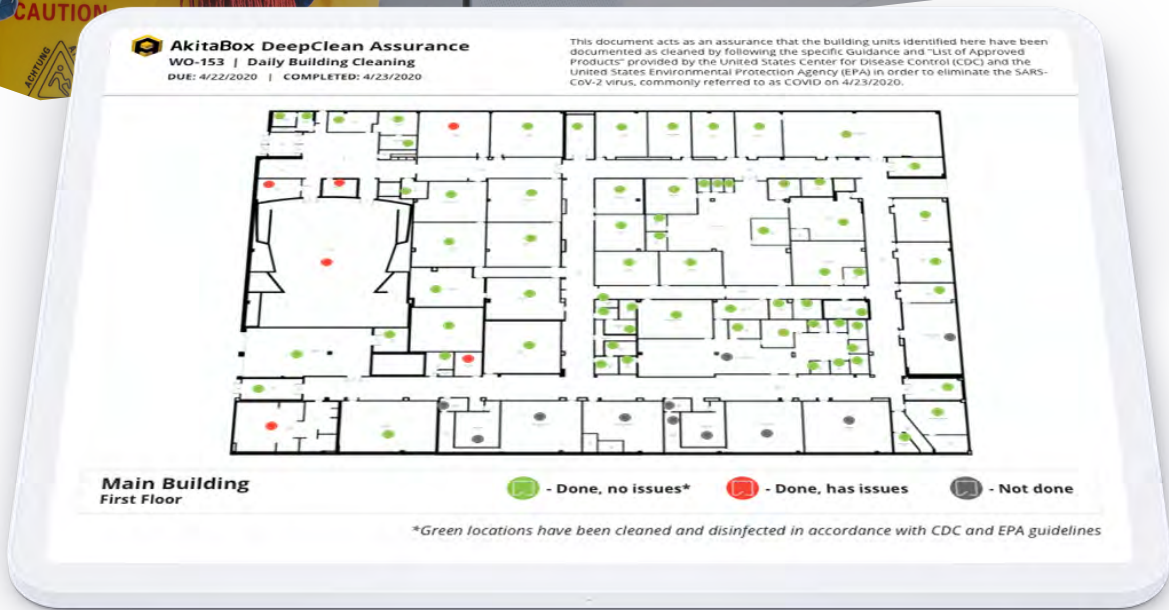 CAUTION
ACHTUNG
AkitaBox DeepClean Assurance
WO-153 | Daily Building Cleaning
DUE: 4/22/2020 | COMPLETED: 4/23/2020
This document acts as an assurance that the building units identified here have been
documented as cleaned by following the specific Guidance and "List of Approved
Products" provided by the United States Center for Disease Control (CDC) and the
United States Environmental Protection Agency (EPA) in order to eliminate the SARS-
CoV-2 virus, commonly referred to as COVID on 4/23/2020.
Main Building
First Floor
- Done, no issues*
- Done, has issues
- Not done
*Green locations have been cleaned and disinfected in accordance with CDC and EPA guidelines